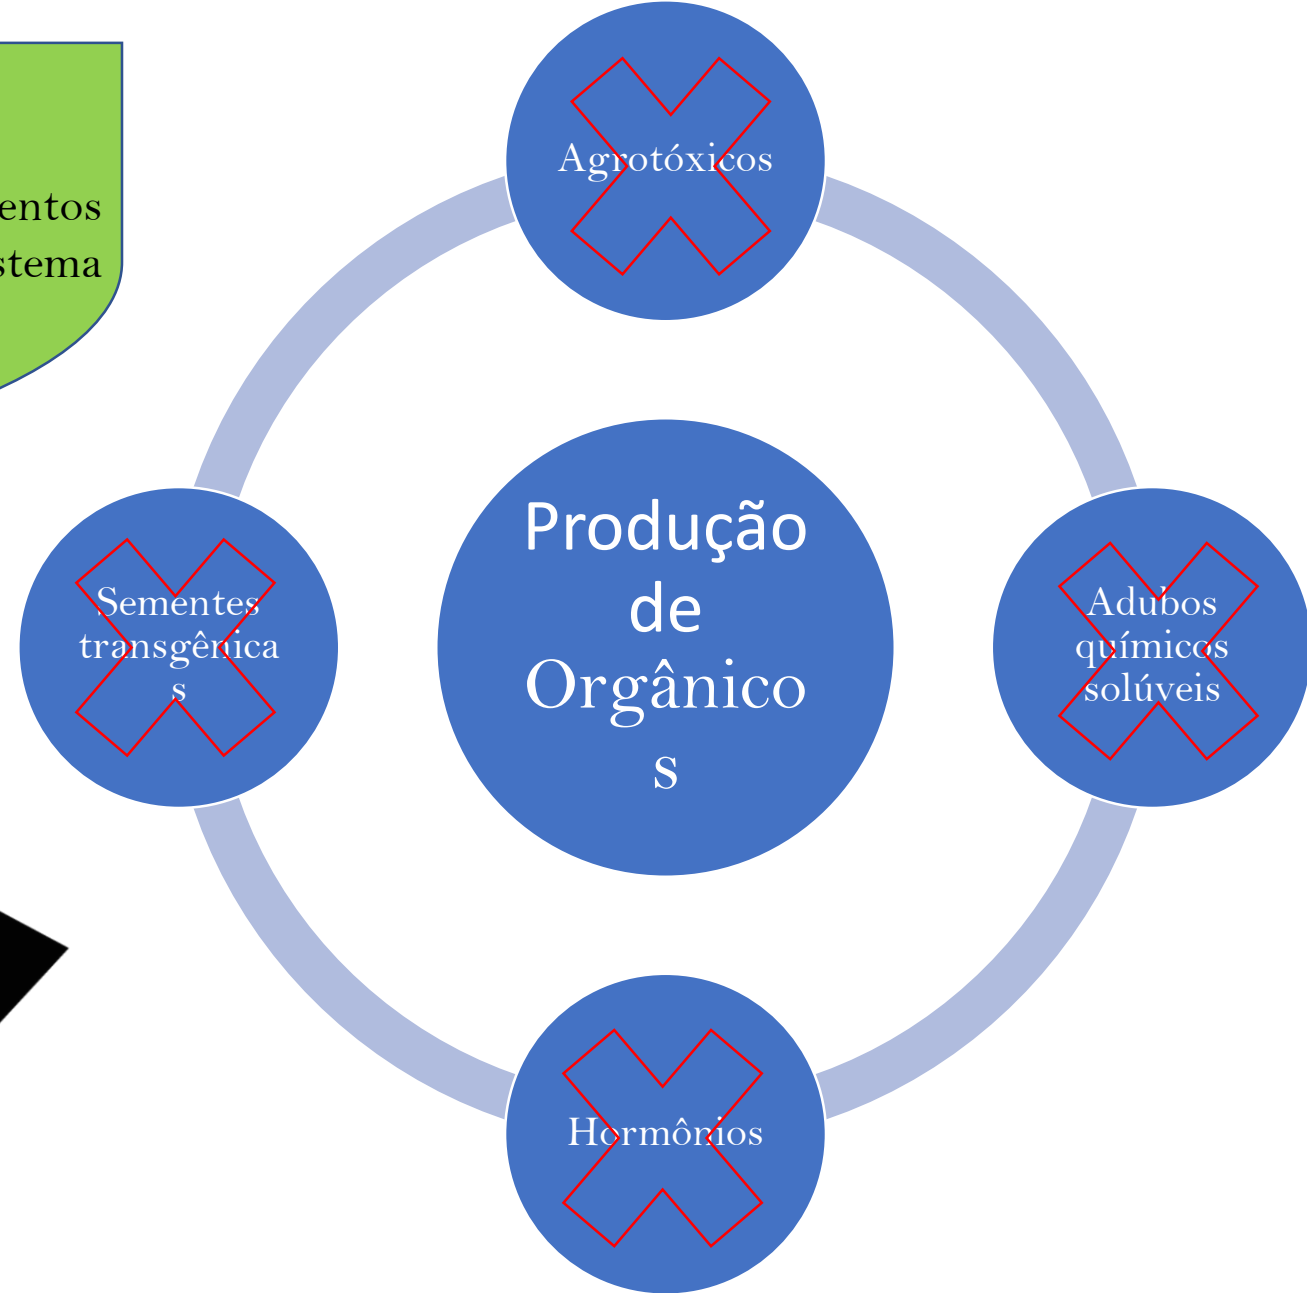 entos
stema
Agrotóxicos
Produção
de
Orgânico
s
Sementes
transgênica
s
Adubos
químicos
solúveis
Hormônios